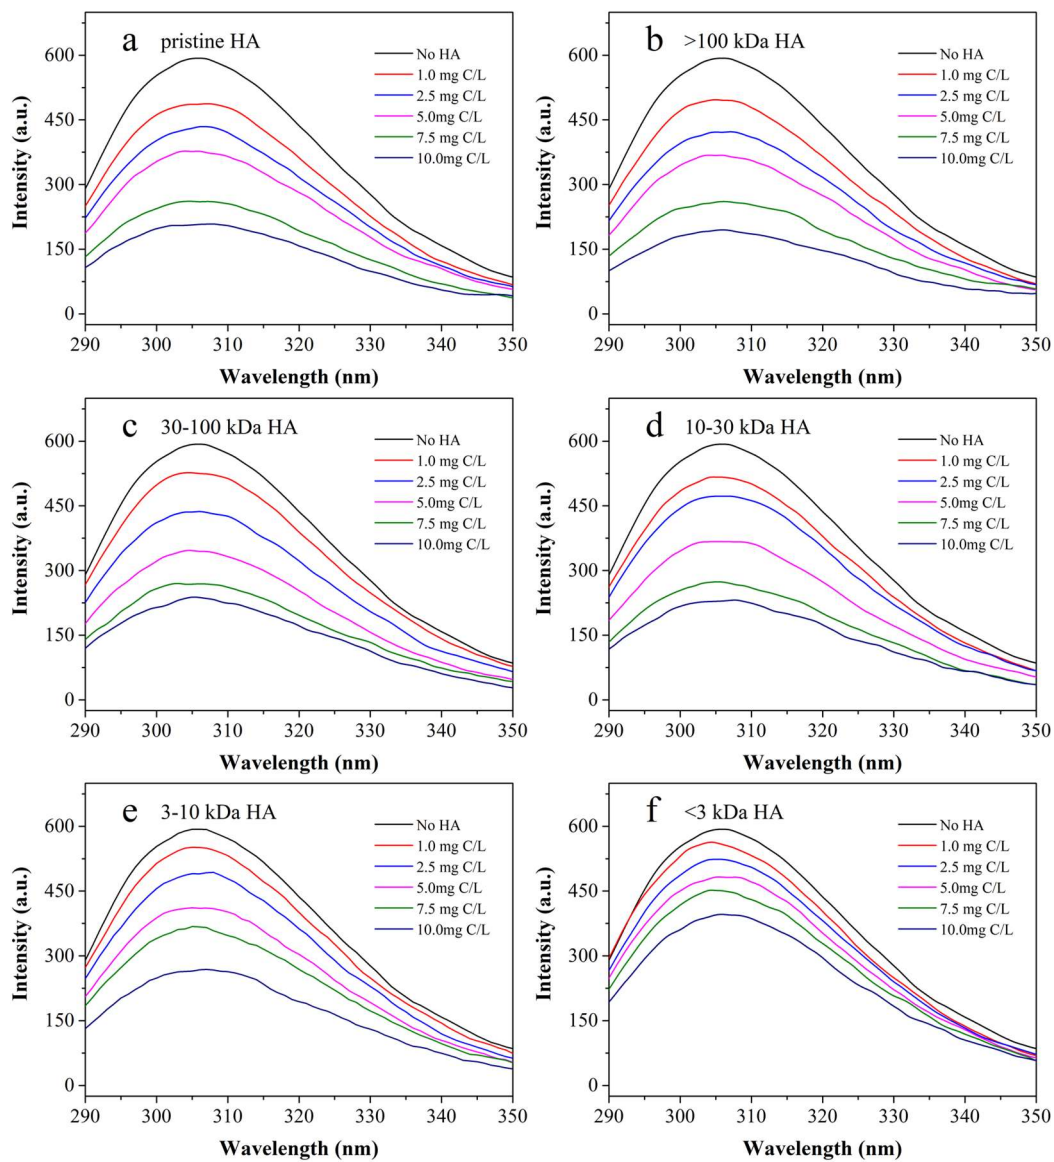 a pristine HA
No HA
1.0 mg C/L
2.5 mg C/L
5.0mg C/L
7.5 mg C/L
10.0mg C/L
600
450
300
150
0
290 300 310 320 330 340 350
Intensity (a.u.)
Wavelength (nm)
b >100 kDa HA
No HA
1.0 mg C/L
2.5 mg C/L
5.0mg C/L
7.5 mg C/L
10.0mg C/L
600
450
300
150
0
290 300 310 320 330 340 350
Intensity (a.u.)
Wavelength (nm)
c 30-100 kDa HA
No HA
1.0 mg C/L
2.5 mg C/L
5.0mg C/L
7.5 mg C/L
10.0mg C/L
600
450
300
150
0
290 300 310 320 330 340 350
Intensity (a.u.)
Wavelength (nm)
d 10-30 kDa HA
No HA
1.0 mg C/L
2.5 mg C/L
5.0mg C/L
7.5 mg C/L
10.0mg C/L
600
450
300
150
0
290 300 310 320 330 340 350
Intensity (a.u.)
Wavelength (nm)
e 3-10 kDa HA
No HA
1.0 mg C/L
2.5 mg C/L
5.0mg C/L
7.5 mg C/L
10.0mg C/L
600
450
300
150
0
290 300 310 320 330 340 350
Intensity (a.u.)
Wavelength (nm)
f <3 kDa HA
No HA
1.0 mg C/L
2.5 mg C/L
5.0mg C/L
7.5 mg C/L
10.0mg C/L
600
450
300
150
0
290 300 310 320 330 340 350
Intensity (a.u.)
Wavelength (nm)